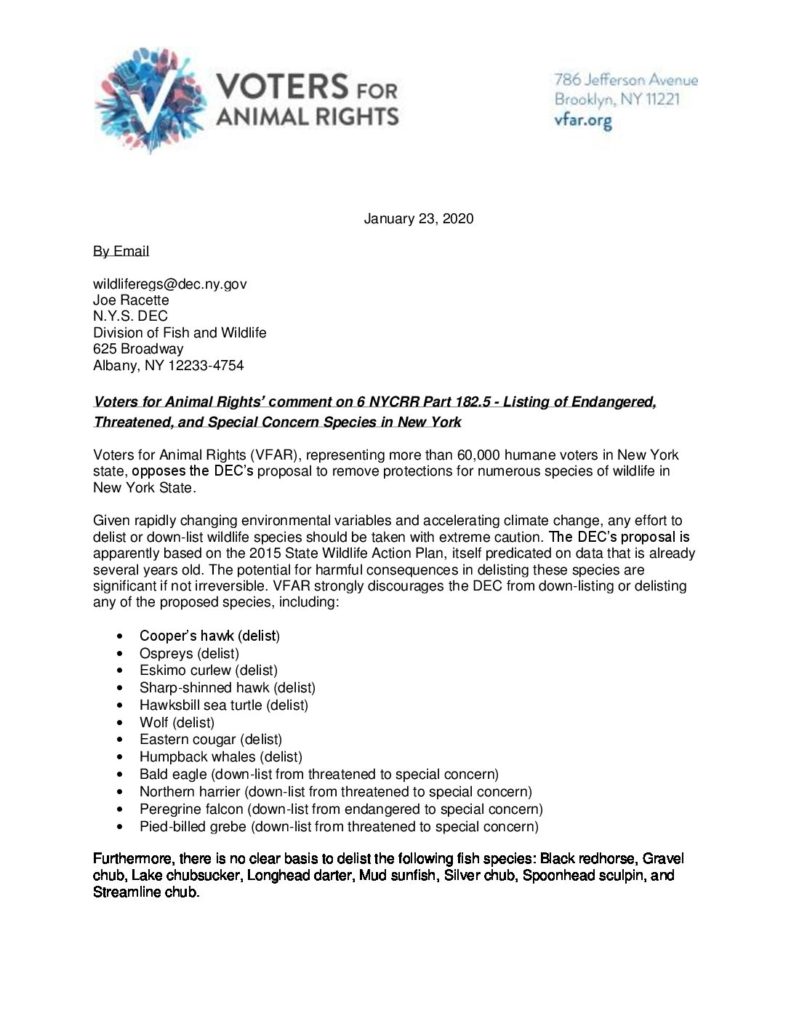 VOTERS FOR
ANIMAL RIGHTS
786 Jefferson Avenue
Brooklyn, NY 11221
vfar.org
January 23, 2020
By Email
wildliferegs@dec.ny.gov
Joe Racette
N.Y.S. DEC
Division of Fish and Wildlife
625 Broadway
Albany, NY 12233-4754
Voters for Animal Rights’ comment on 6 NYCRR Part 182.5 - Listing of Endangered,
Threatened, and Special Concern Species in New York
Voters for Animal Rights (VFAR), representing more than 60,000 humane voters in New York
state, opposes the DEC’s proposal to remove protections for numerous species of wildlife in
New York State.
Given rapidly changing environmental variables and accelerating climate change, any effort to
delist or down-list wildlife species should be taken with extreme caution. The DEC’s proposal is
apparently based on the 2015 State Wildlife Action Plan, itself predicated on data that is already
several years old. The potential for harmful consequences in delisting these species are
significant if not irreversible. VFAR strongly discourages the DEC from down-listing or delisting
any of the proposed species, including:
• Cooper’s hawk (delist)
• Ospreys (delist)
• Eskimo curlew (delist)
• Sharp-shinned hawk (delist)
• Hawksbill sea turtle (delist)
• Wolf (delist)
• Eastern cougar (delist)
• Humpback whales (delist)
• Bald eagle (down-list from threatened to special concern)
• Northern harrier (down-list from threatened to special concern)
• Peregrine falcon (down-list from endangered to special concern)
• Pied-billed grebe (down-list from threatened to special concern)
Furthermore, there is no clear basis to delist the following fish species: Black redhorse, Gravel
chub, Lake chubsucker, Longhead darter, Mud sunfish, Silver chub, Spoonhead sculpin, and
Streamline chub.